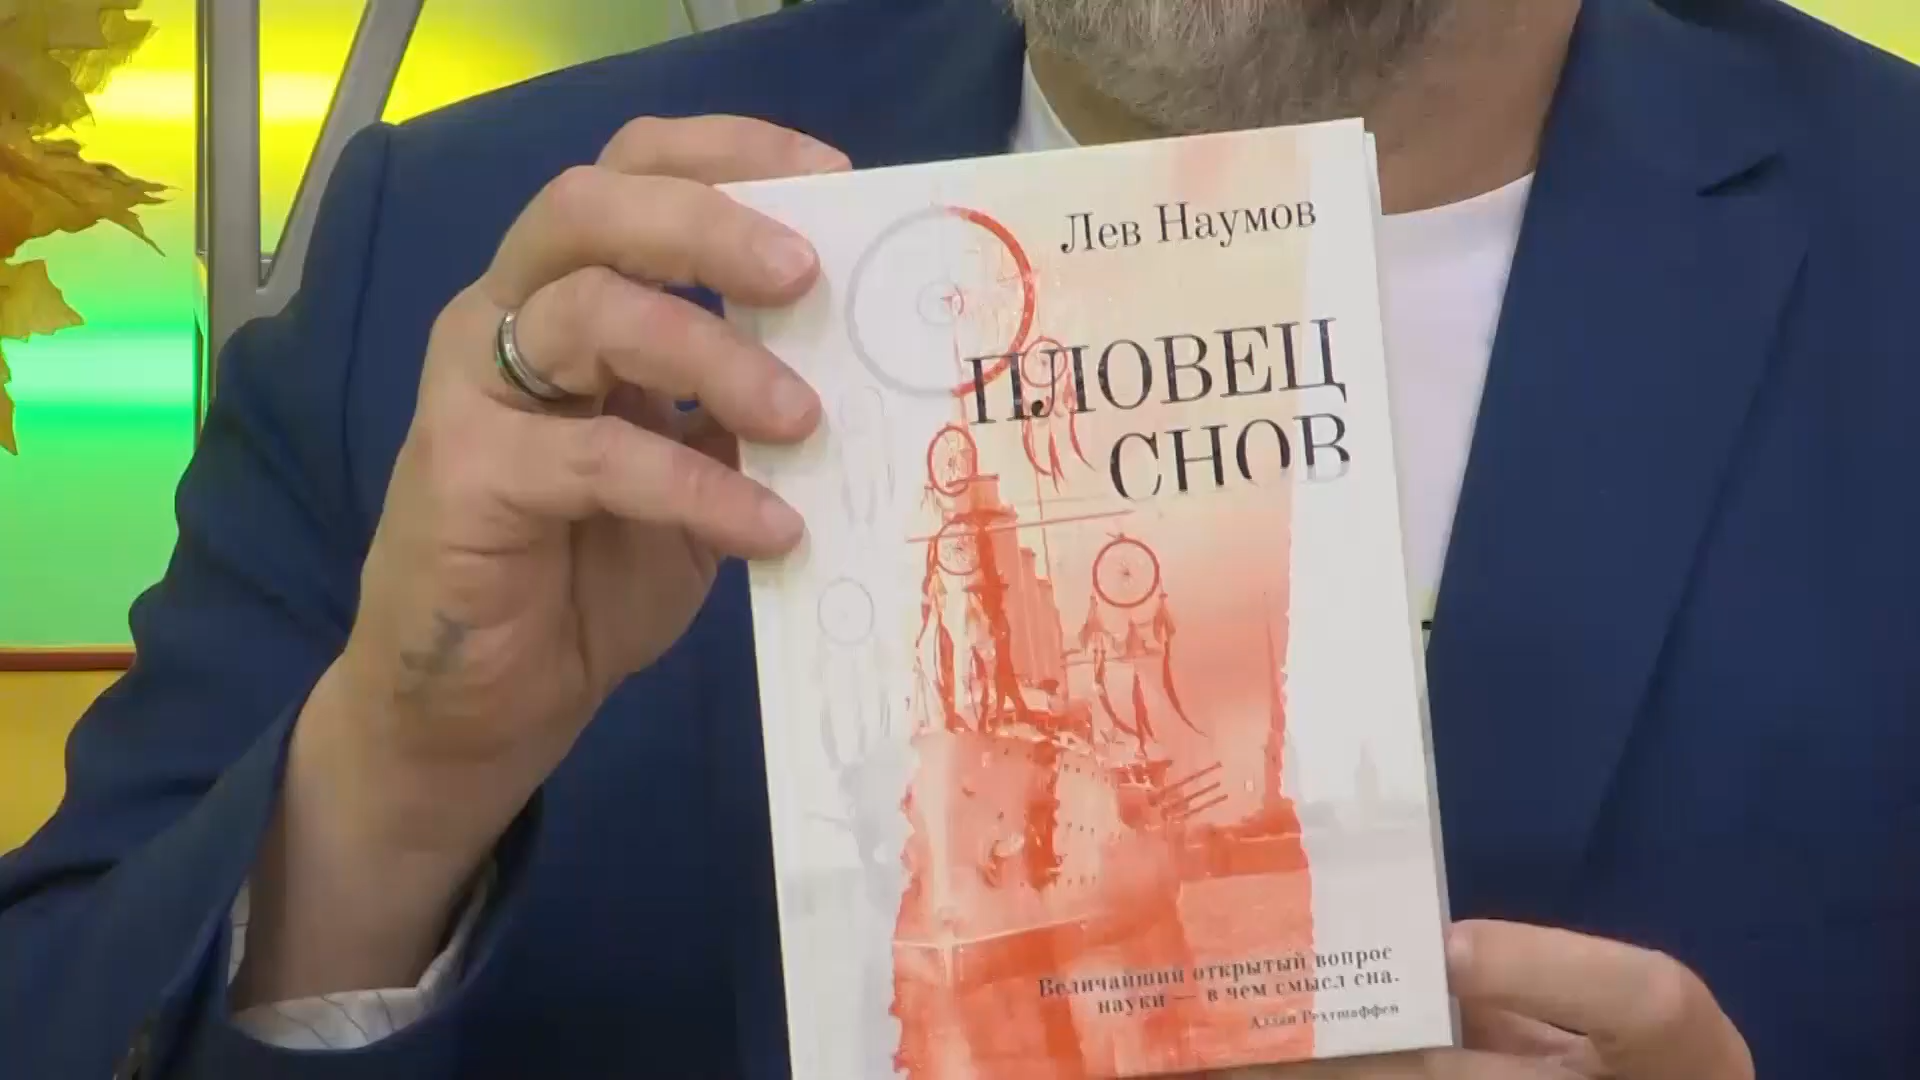 Лев Наумов
ПЛОВЕЦ
СНОВ
Величайший открытый вопрос
науки — в чем смысл сна.
Аллан Рехтшаффен